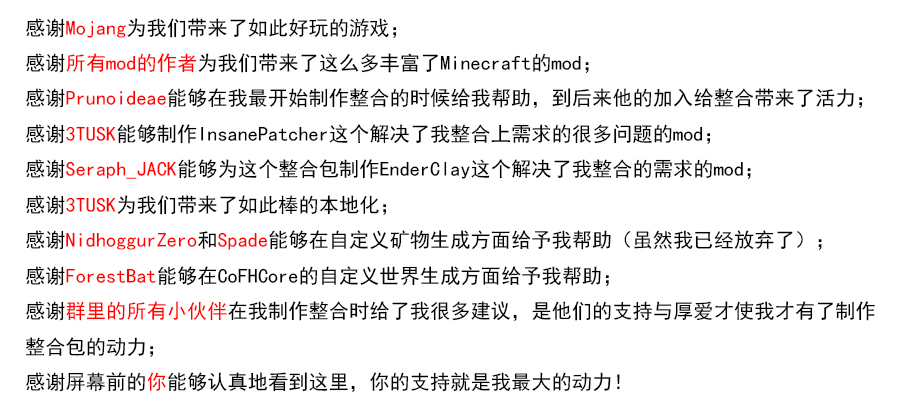 感谢Mojang为我们带来了如此好玩的游戏；
感谢所有mod的作者为我们带来了这么多丰富了Minecraft的mod；
感谢Prunoideae能够在我最开始制作整合的时候给我帮助，到后来他的加入给整合带来了活力；
感谢3TUSK能够制作InsanePatcher这个解决了我整合上需求的很多问题的mod；
感谢Seraph_JACK能够为这个整合包制作EnderClay这个解决了我整合的需求的mod；
感谢3TUSK为我们带来了如此棒的本地化；
感谢NidhoggurZero和Spade能够在自定义矿物生成方面给予我帮助（虽然我已经放弃了）；
感谢ForestBat能够在CoFHCore的自定义世界生成方面给予我帮助；
感谢群里的所有小伙伴在我制作整合时给了我很多建议，是他们的支持与厚爱才使我才有了制作
整合包的动力；
感谢屏幕前的你能够认真地看到这里，你的支持就是我最大的动力！